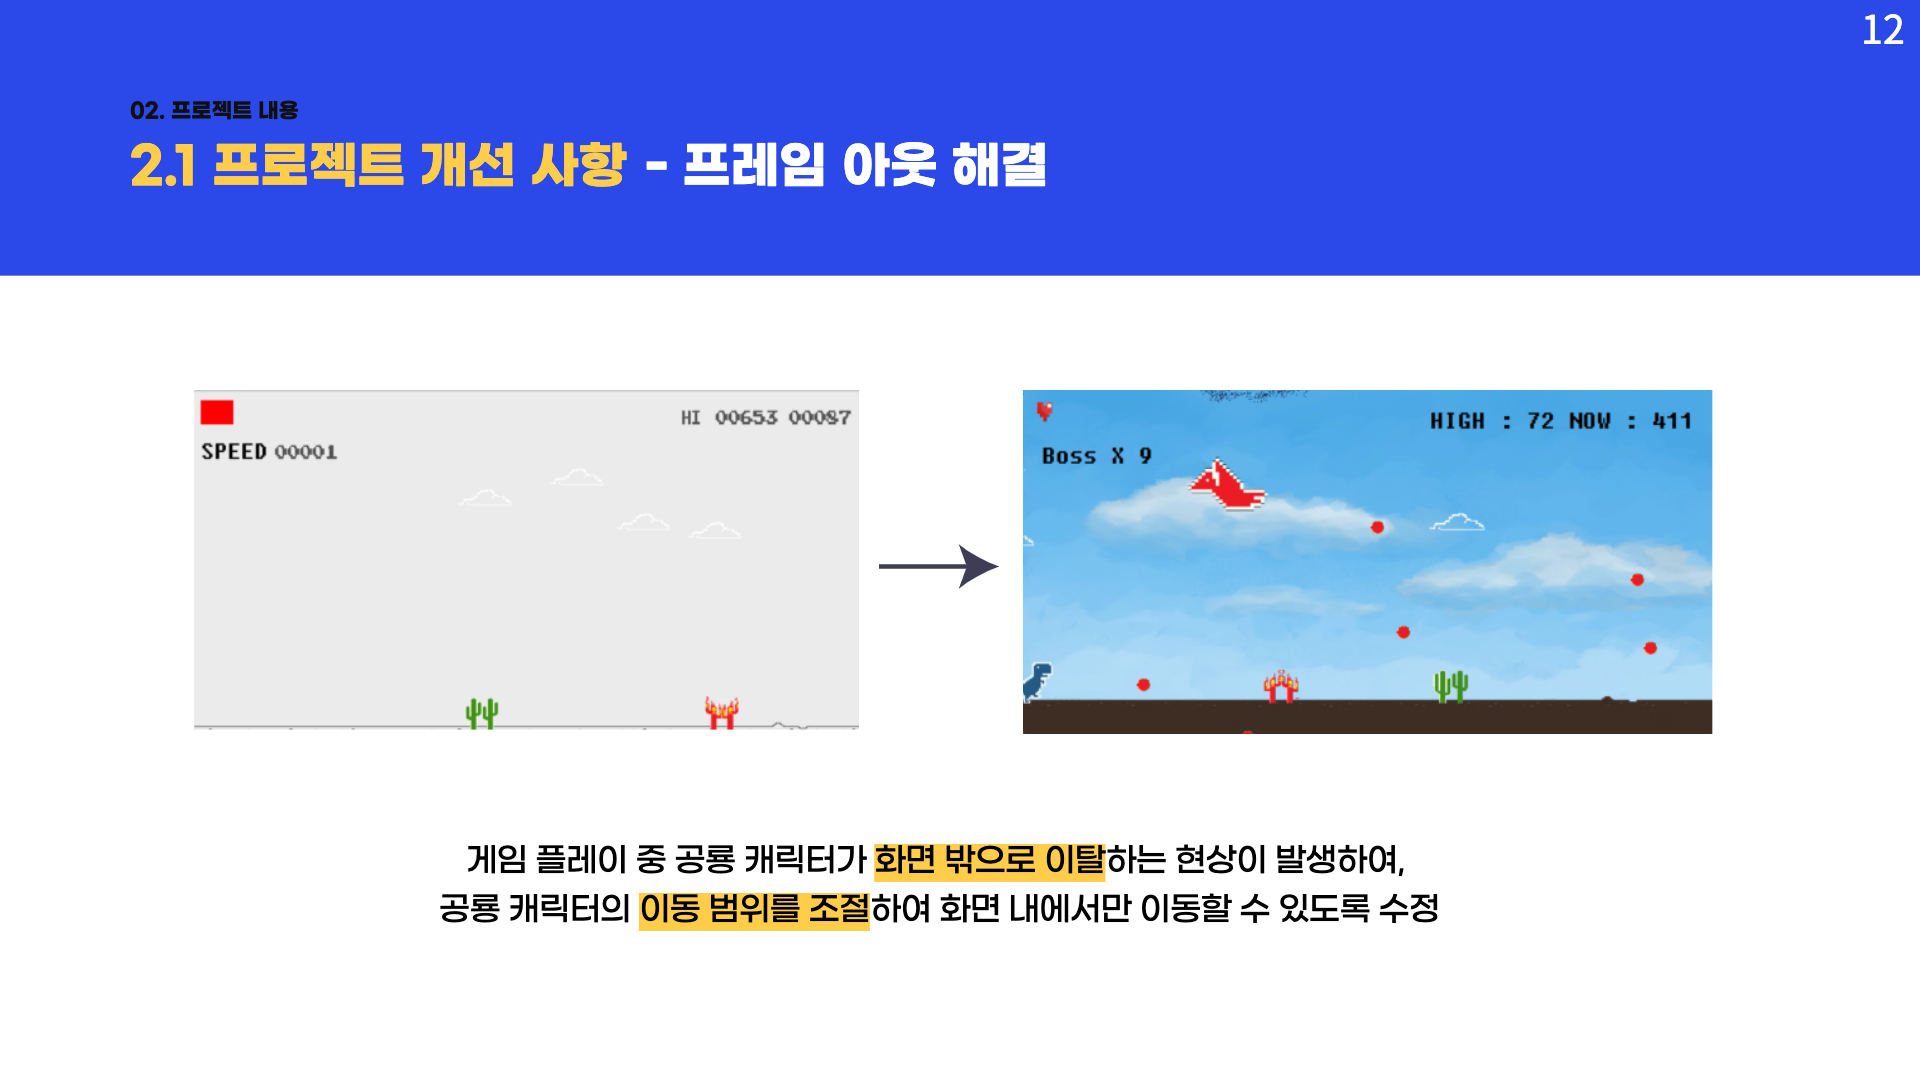 12
02. 프로젝트 내용
2.1 프로젝트 개선 사항 - 프레임 아웃 해결
HI 00653 00087
SPEED 00001
HIGH : 72 NOW : 411
Boss X 9
게임 플레이 중 공룡 캐릭터가 화면 밖으로 이탈하는 현상이 발생하여,
공룡 캐릭터의 이동 범위를 조절하여 화면 내에서만 이동할 수 있도록 수정